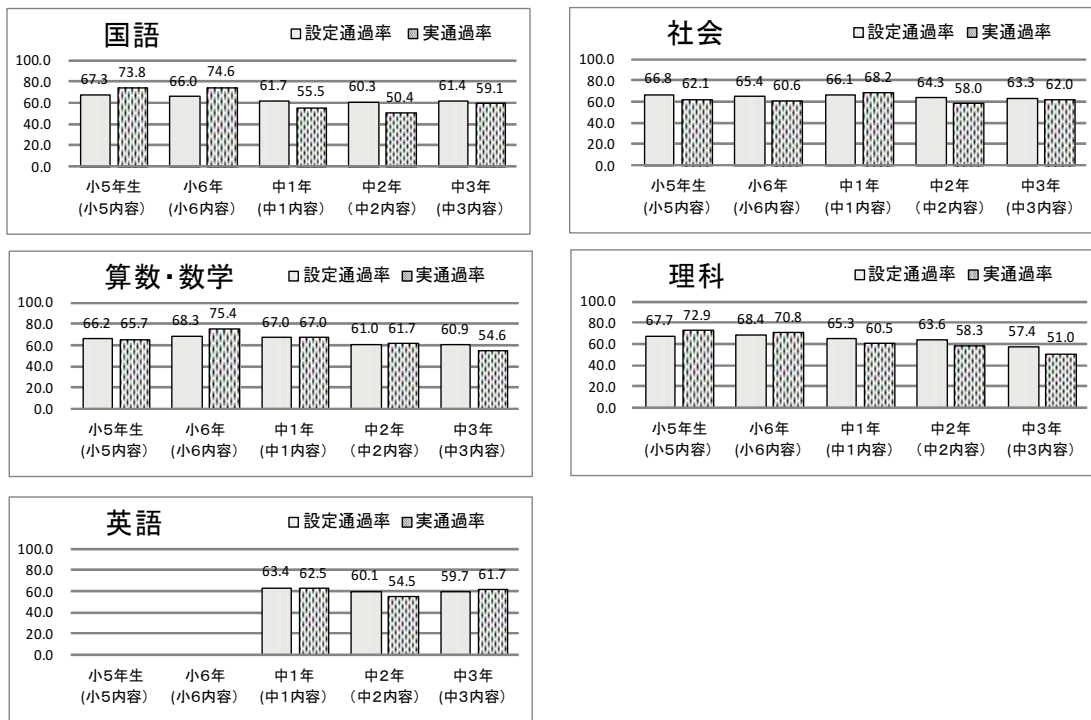 国語 設定通過率 実通過率
100.0
80.0
60.0
40.0
20.0
0.0
67.3 73.8 66.0 74.6 61.7 55.5 60.3 50.4 61.4 59.1
小5年生 小6年 中1年 中2年 中3年
(小5内容) (小6内容) (中1内容) (中2内容) (中3内容)
社会 設定通過率 実通過率
100.0
80.0
60.0
40.0
20.0
0.0
66.8 62.1 65.4 60.6 66.1 68.2 64.3 58.0 63.3 62.0
小5年生 小6年 中1年 中2年 中3年
(小5内容) (小6内容) (中1内容) (中2内容) (中3内容)
算数・数学 設定通過率 実通過率
100.0
80.0
60.0
40.0
20.0
0.0
66.2 65.7 68.3 75.4 67.0 67.0 61.0 61.7 60.9 54.6
小5年生 小6年 中1年 中2年 中3年
(小5内容) (小6内容) (中1内容) (中2内容) (中3内容)
理科 設定通過率 実通過率
100.0
80.0
60.0
40.0
20.0
0.0
67.7 72.9 68.4 70.8 65.3 60.5 63.6 58.3 57.4 51.0
小5年生 小6年 中1年 中2年 中3年
(小5内容) (小6内容) (中1内容) (中2内容) (中3内容)
英語 設定通過率 実通過率
100.0
80.0
60.0
40.0
20.0
0.0
63.4 62.5 60.1 54.5 59.7 61.7
小5年生 小6年 中1年 中2年 中3年
(小5内容) (小6内容) (中1内容) (中2内容) (中3内容)